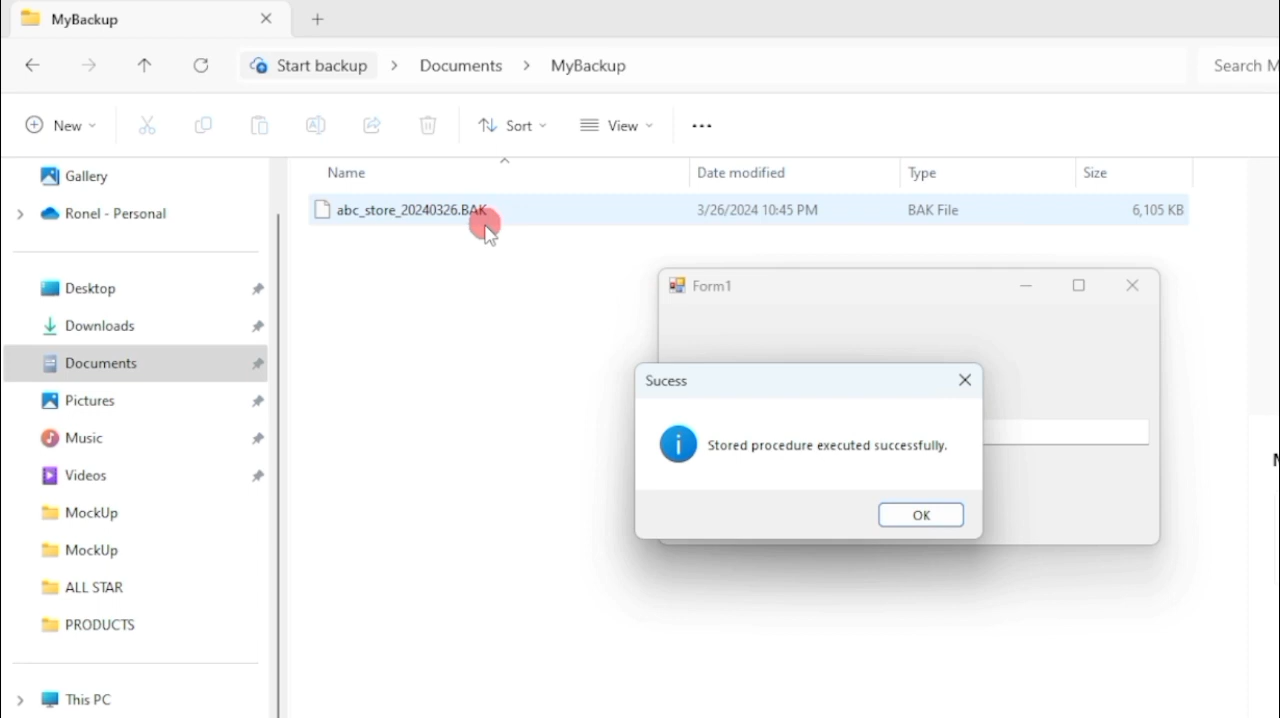 MyBackup
Start backup > Documents > MyBackup
Search M
New
Sort
View
Name
Date modified
Type
Size
Gallery
Ronel - Personal
abc_store_20240326.BAK
3/26/2024 10:45 PM
BAK File
6,105 KB
Desktop
Downloads
Documents
Pictures
Music
Videos
MockUp
MockUp
ALL STAR
PRODUCTS
This PC
Form1
Sucess
Stored procedure executed successfully.
OK